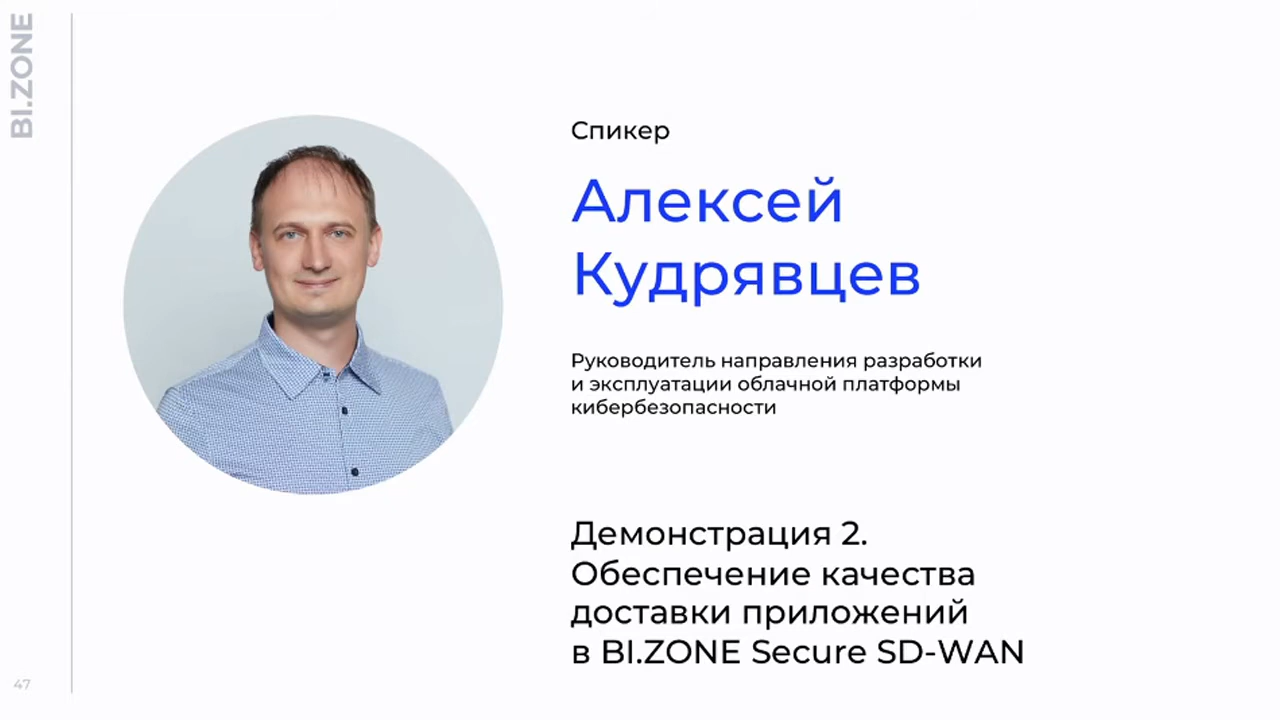 BI.ZONE
Спикер
Алексей
Кудрявцев
Руководитель направления разработки
и эксплуатации облачной платформы
кибербезопасности
Демонстрация 2.
Обеспечение качества
доставки приложений
в BI.ZONE Secure SD-WAN
47